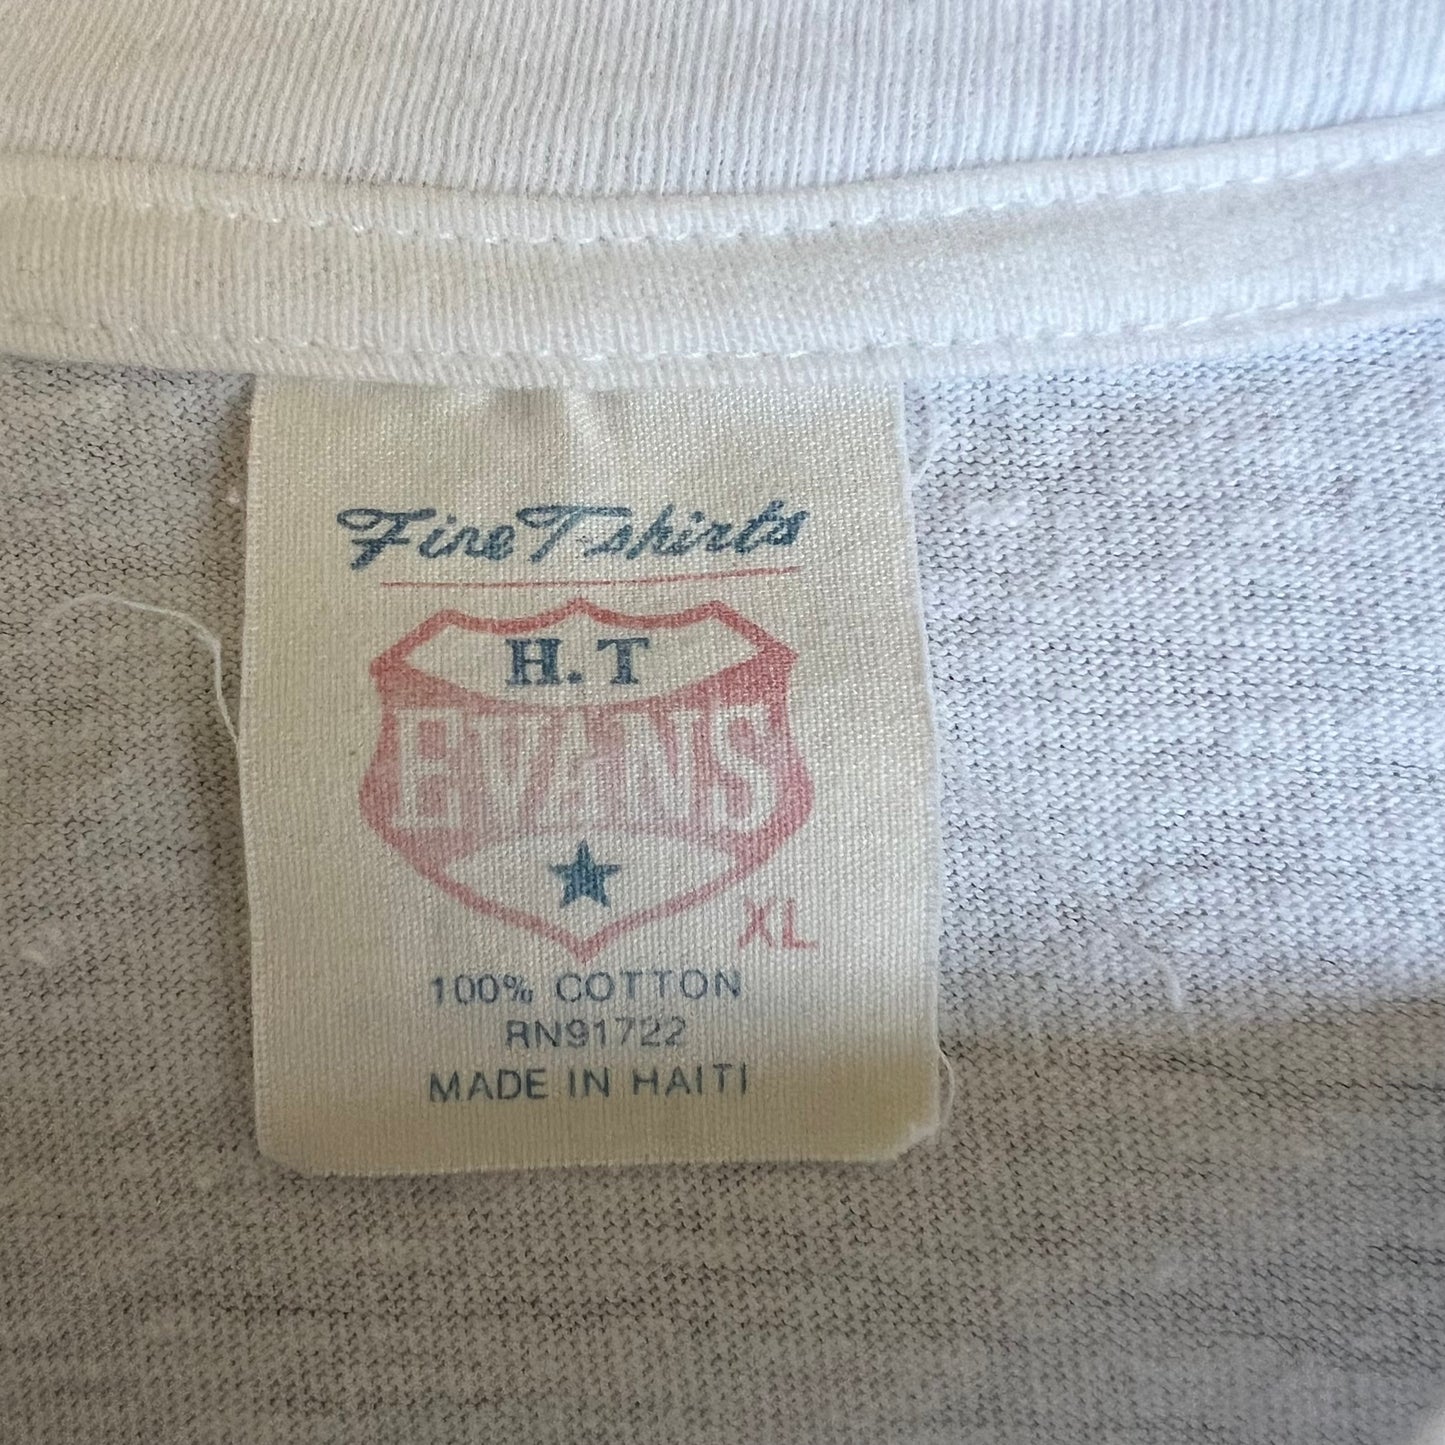 Fine T shirts
H.T
EVANS
XL
100% COTTON
RN91722
MADE IN HAITI